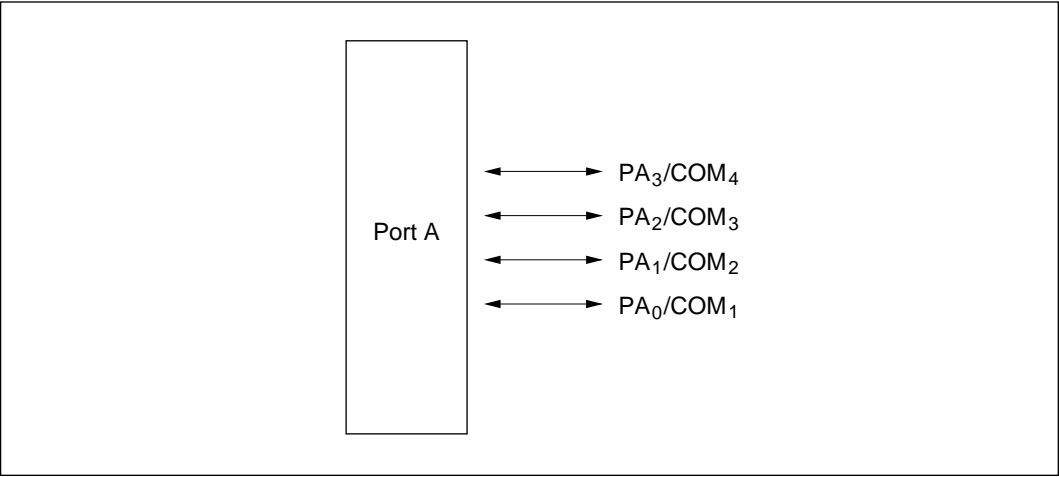 Port A
PA₃/COM₄
PA₂/COM₃
PA₁/COM₂
PA₀/COM₁